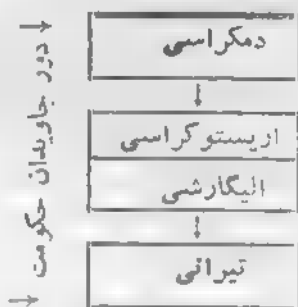 دمکراسی
اریستوکراسی
الیگارشی
تیرانی
دور جاویدان حکومت